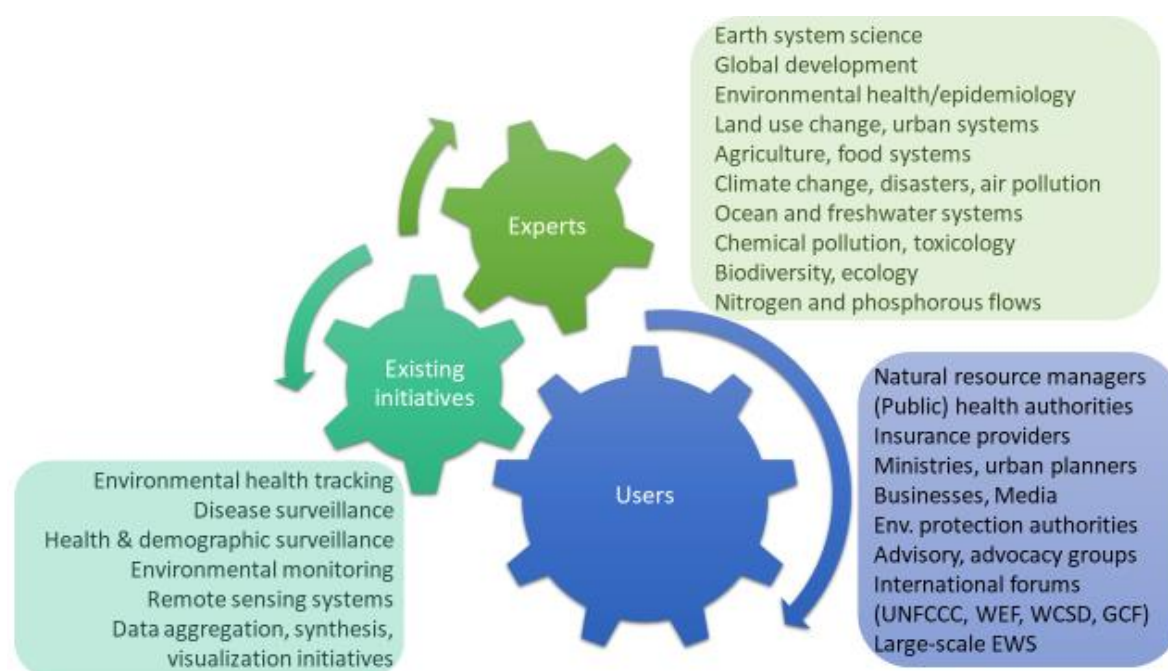 Earth system science
Global development
Environmental health/epidemiology
Land use change, urban systems
Agriculture, food systems
Climate change, disasters, air pollution
Ocean and freshwater systems
Chemical pollution, toxicology
Biodiversity, ecology
Nitrogen and phosphorous flows
Experts
Existing
initiatives
Users
Natural resource managers
(Public) health authorities
Insurance providers
Ministries, urban planners
Businesses, Media
Env. protection authorities
Advisory, advocacy groups
International forums
(UNFCCC, WEF, WCSD, GCF)
Large-scale EWS
Environmental health tracking
Disease surveillance
Health & demographic surveillance
Environmental monitoring
Remote sensing systems
Data aggregation, synthesis,
visualization initiatives